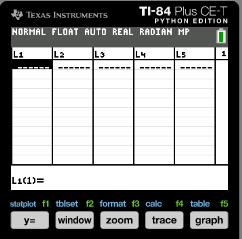 TEXAS INSTRUMENTS TI-84 Plus CE-T
PYTHON EDITION
NORMAL FLOAT AUTO REAL RADIAN MP
L1 L2 L3 L4 L5 1
------ ------ ------ ------ ------
L1(1)=
statplot f1 tblset f2 format f3 calc f4 table f5
y= window zoom trace graph